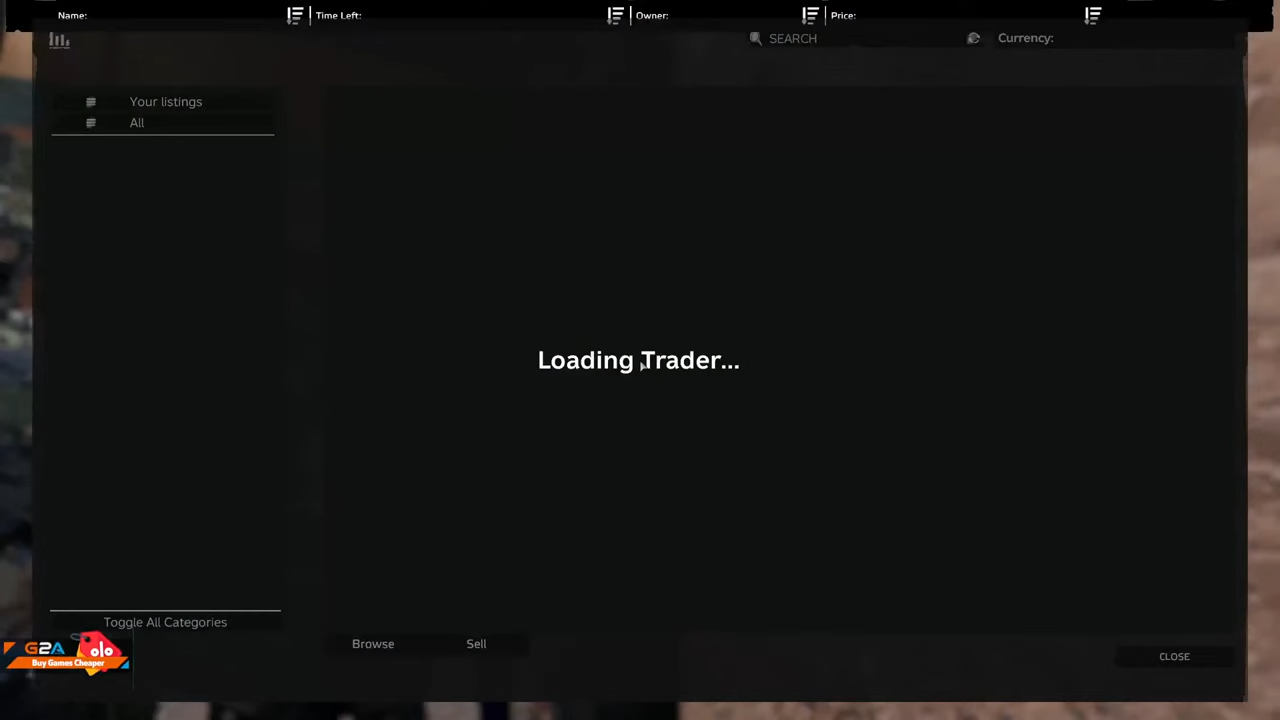 Name: Time Left: Owner: Price:
SEARCH Currency:
Your listings
All
Loading Trader...
Toggle All Categories
Browse Sell
CLOSE
G2A
Buy Games Cheaper